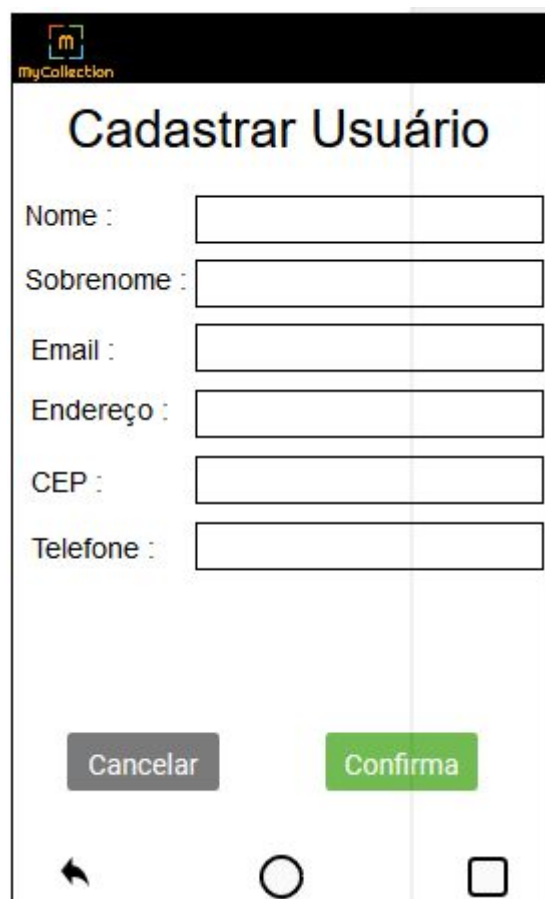 m
MyCollection
Cadastrar Usuário
Nome :
Sobrenome :
Email :
Endereço :
CEP :
Telefone :
Cancelar Confirma